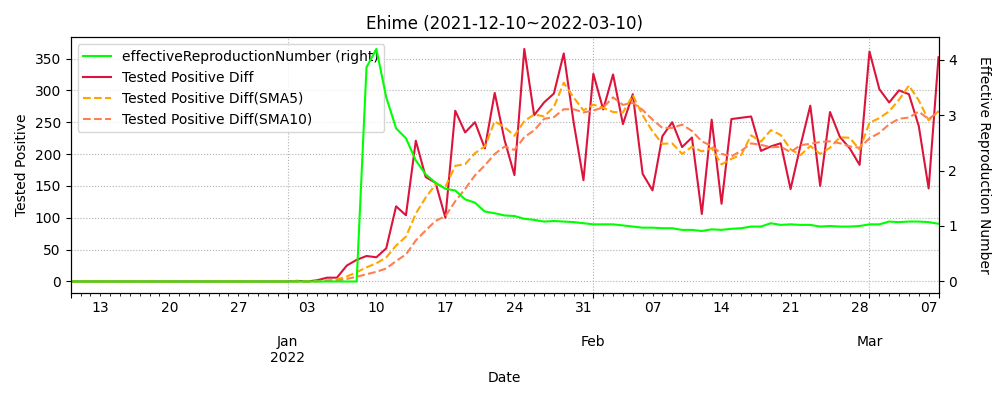 Ehime (2021-12-10~2022-03-10)
effectiveReproductionNumber (right)
Tested Positive Diff
Tested Positive Diff(SMA5)
Tested Positive Diff(SMA10)
Tested Positive
350
300
250
200
150
100
50
0
Effective Reproduction Number
4
3
2
1
0
13 20 27 03 10 17 24 31 07 14 21 28 07
Jan Feb Mar
2022
Date